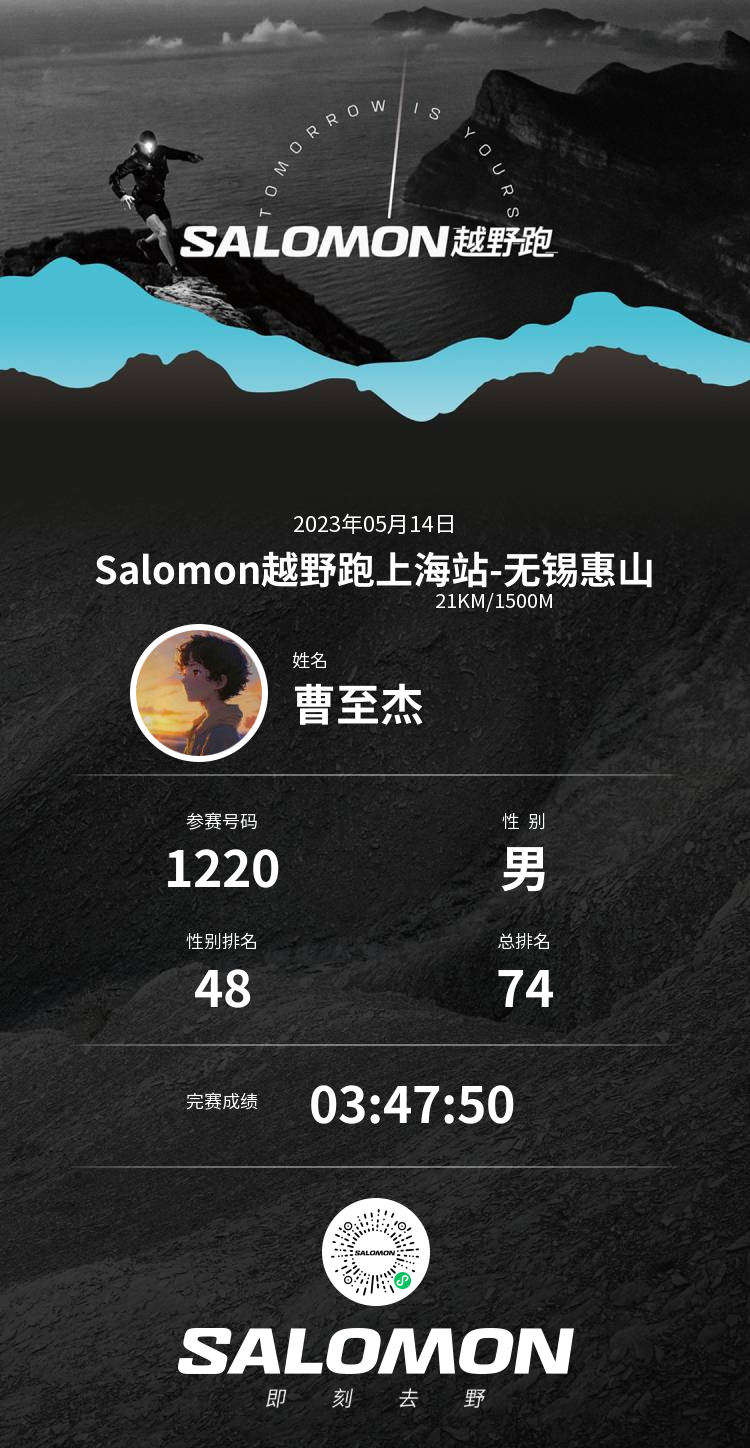 TOMORROW IS YOURS
SALOMON越野跑
2023年05月14日
Salomon越野跑上海站-无锡惠山
21KM/1500M
姓名
曹至杰
参赛号码
性 别
1220
男
性别排名
总排名
48
74
完赛成绩
03:47:50
SALOMON
SALOMON
即刻去野